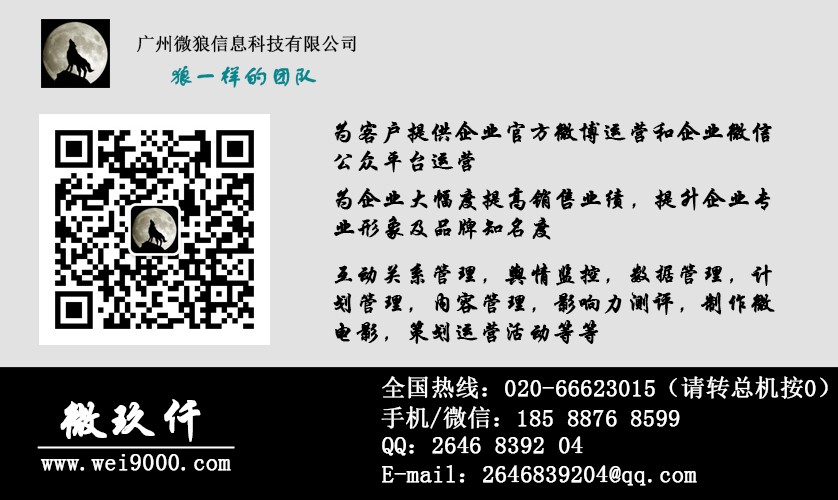 广州微狼信息科技有限公司
狼一样的团队
为客户提供企业官方微博运营和企业微信
公众平台运营
为企业大幅度提高销售业绩，提升企业专
业形象及品牌知名度
互动关系管理，舆情监控，数据管理，计
划管理，内容管理，影响力测评，制作微
电影，策划运营活动等等
微玖仟
www.wei9000.com
全国热线：020-66623015（请转总机按0）
手机/微信：185 8876 8599
QQ：2646 8392 04
E-mail：2646839204@qq.com